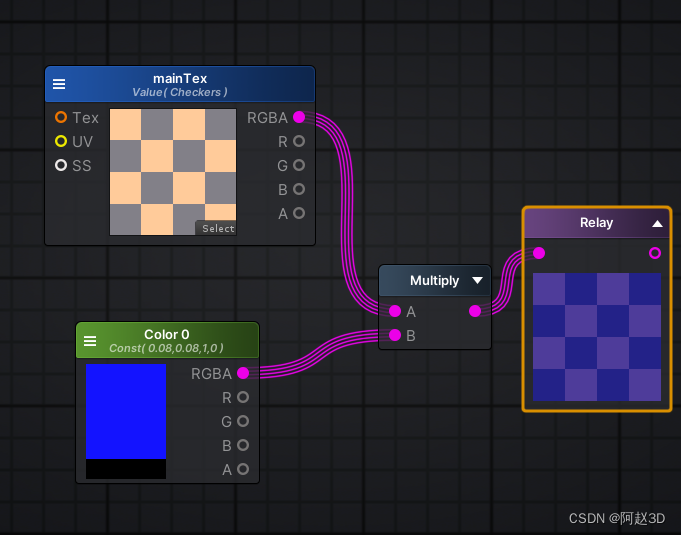 mainTex
Value( Checkers )
Tex
RGBA
UV
R
SS
G
B
A
Select
Relay
Multiply
A
B
Color 0
Const( 0.08,0.08,1,0 )
RGBA
R
G
B
A
CSDN @阿赵3D